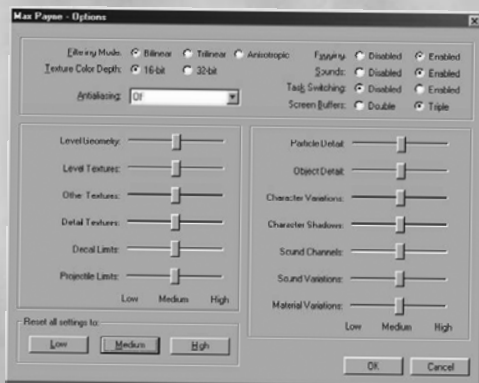 Max Payne - Options
Filtering Mode: Bilinear Trilinear Anisotropic
Texture Color Depth: 16-bit 32-bit
Antialiasing: Off
Fogging: Disabled Enabled
Sounds: Disabled Enabled
Task Switching: Disabled Enabled
Screen Buffers: Double Triple
Level Geometry:
Level Textures:
Other Textures:
Detail Textures:
Decal Limits:
Projectile Limits:
Low Medium High
Particle Detail:
Object Detail:
Character Variations:
Character Shadows:
Sound Channels:
Sound Variations:
Material Variations:
Low Medium High
Reset all settings to:
Low Medium High
OK Cancel